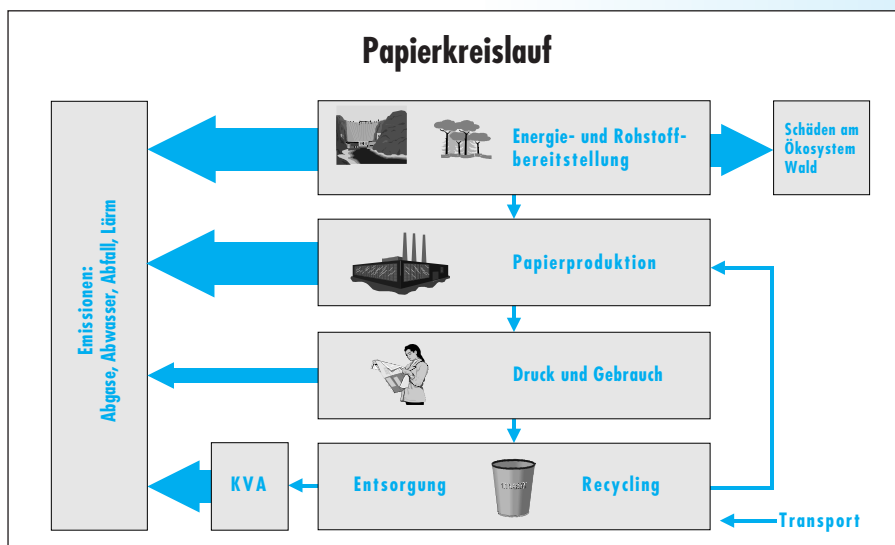 Papierkreislauf
Emissionen:
Abgase, Abwasser, Abfall, Lärm
Energie- und Rohstoff-
bereitstellung
Schäden am
Ökosystem
Wald
Papierproduktion
Druck und Gebrauch
KVA
Entsorgung
Recycling
Transport